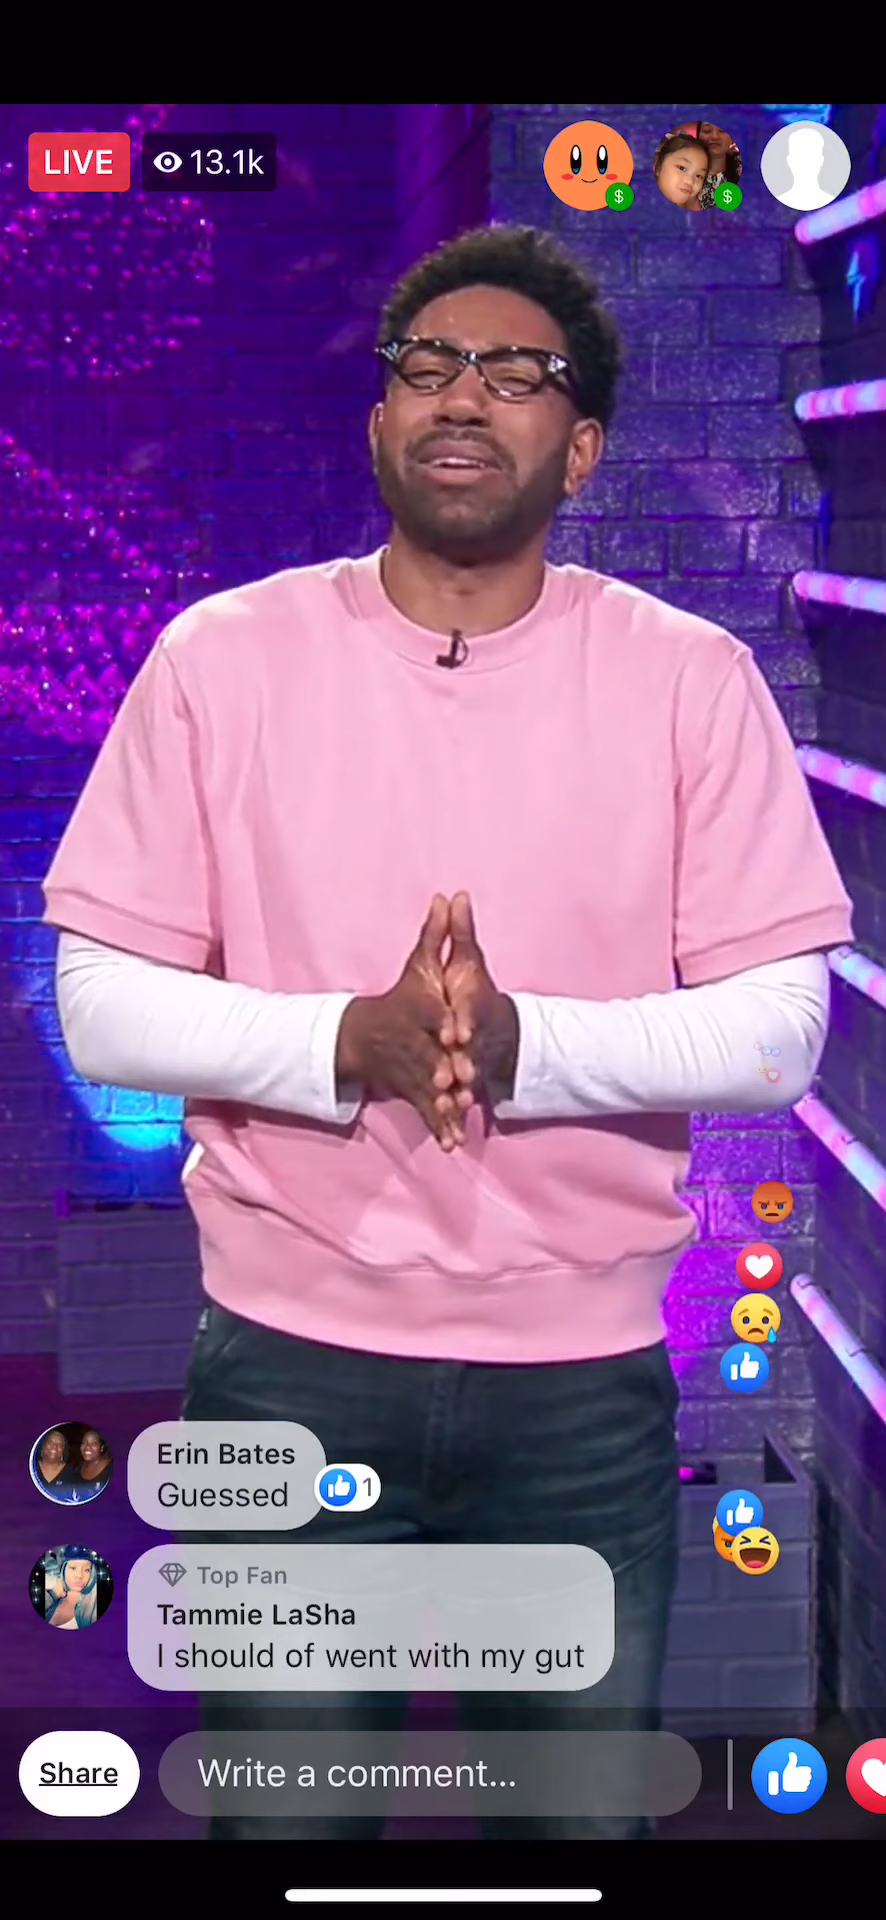 LIVE 13.1k
$ $
Erin Bates
Guessed
1
Top Fan
Tammie LaSha
I should of went with my gut
Share
Write a comment...